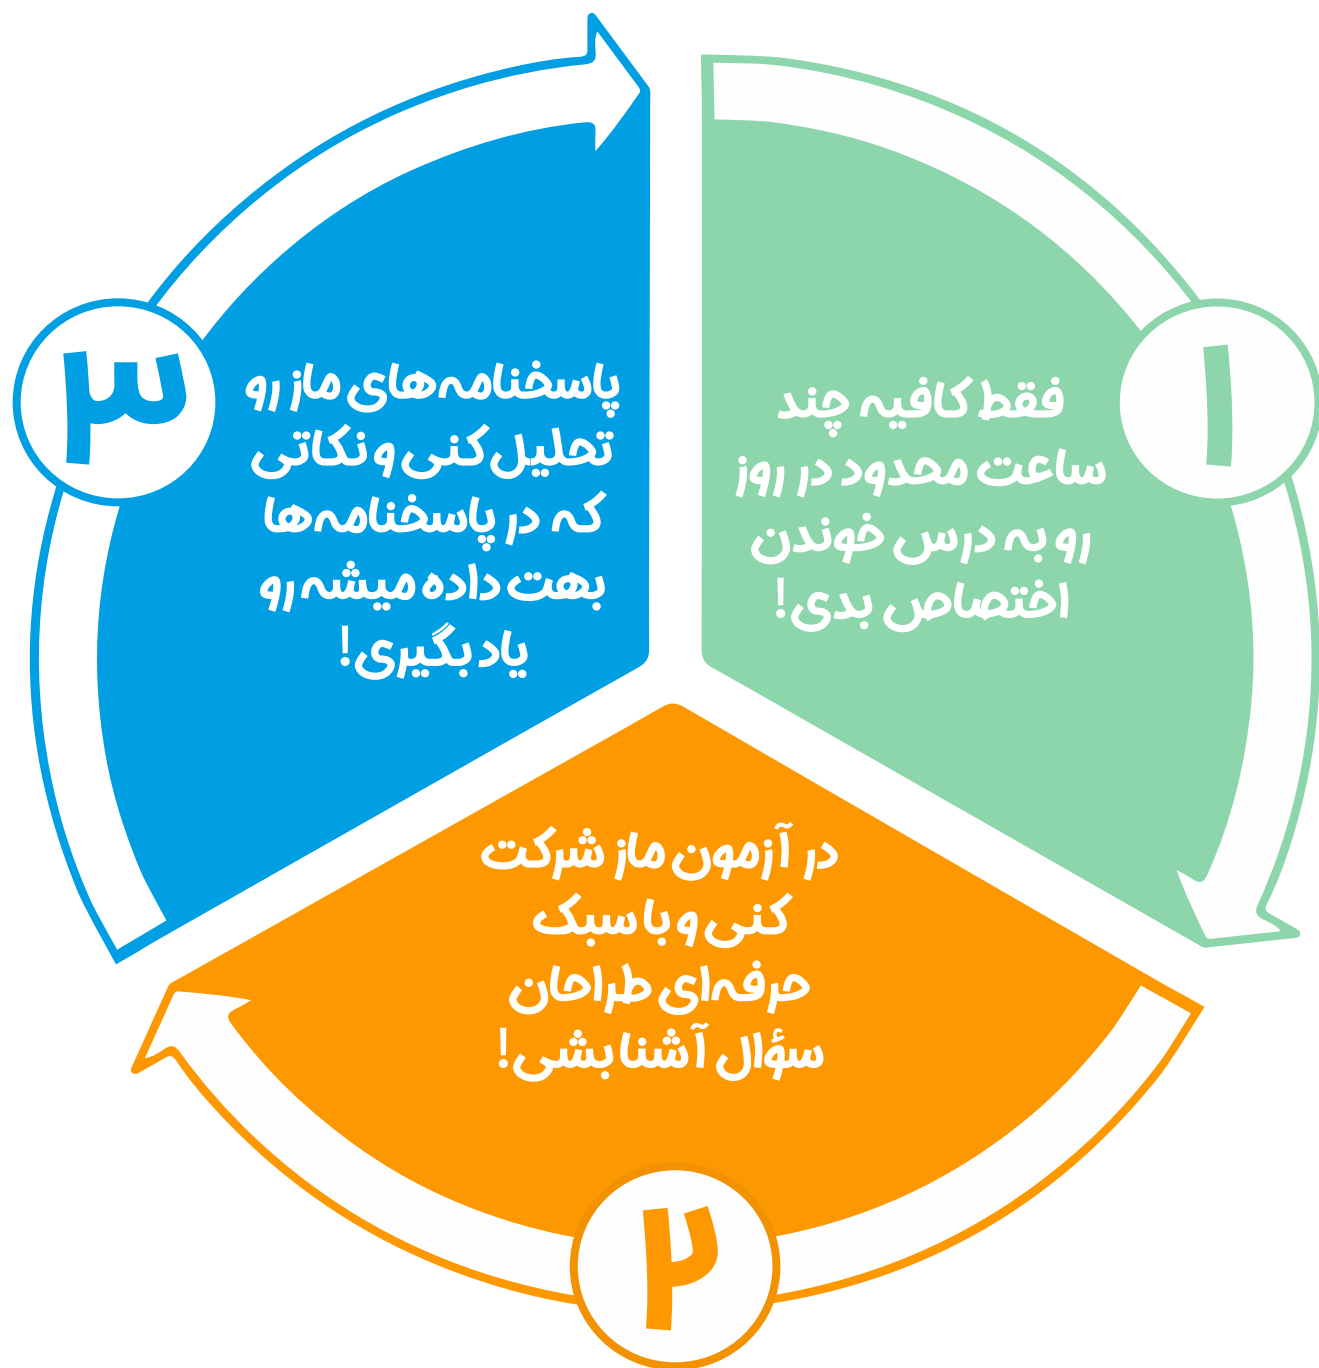 ۱
فقط کافیه چند
ساعت محدود در روز
رو به درس خوندن
اختصاص بدی!
۲
در آزمون ماز شرکت
کنی و با سبک
حرفه‌ای طراحان
سؤال آشنا بشی!
۳
پاسخنامه‌های ماز رو
تحلیل کنی و نکاتی
که در پاسخنامه‌ها
بهت داده میشه رو
یاد بگیری!